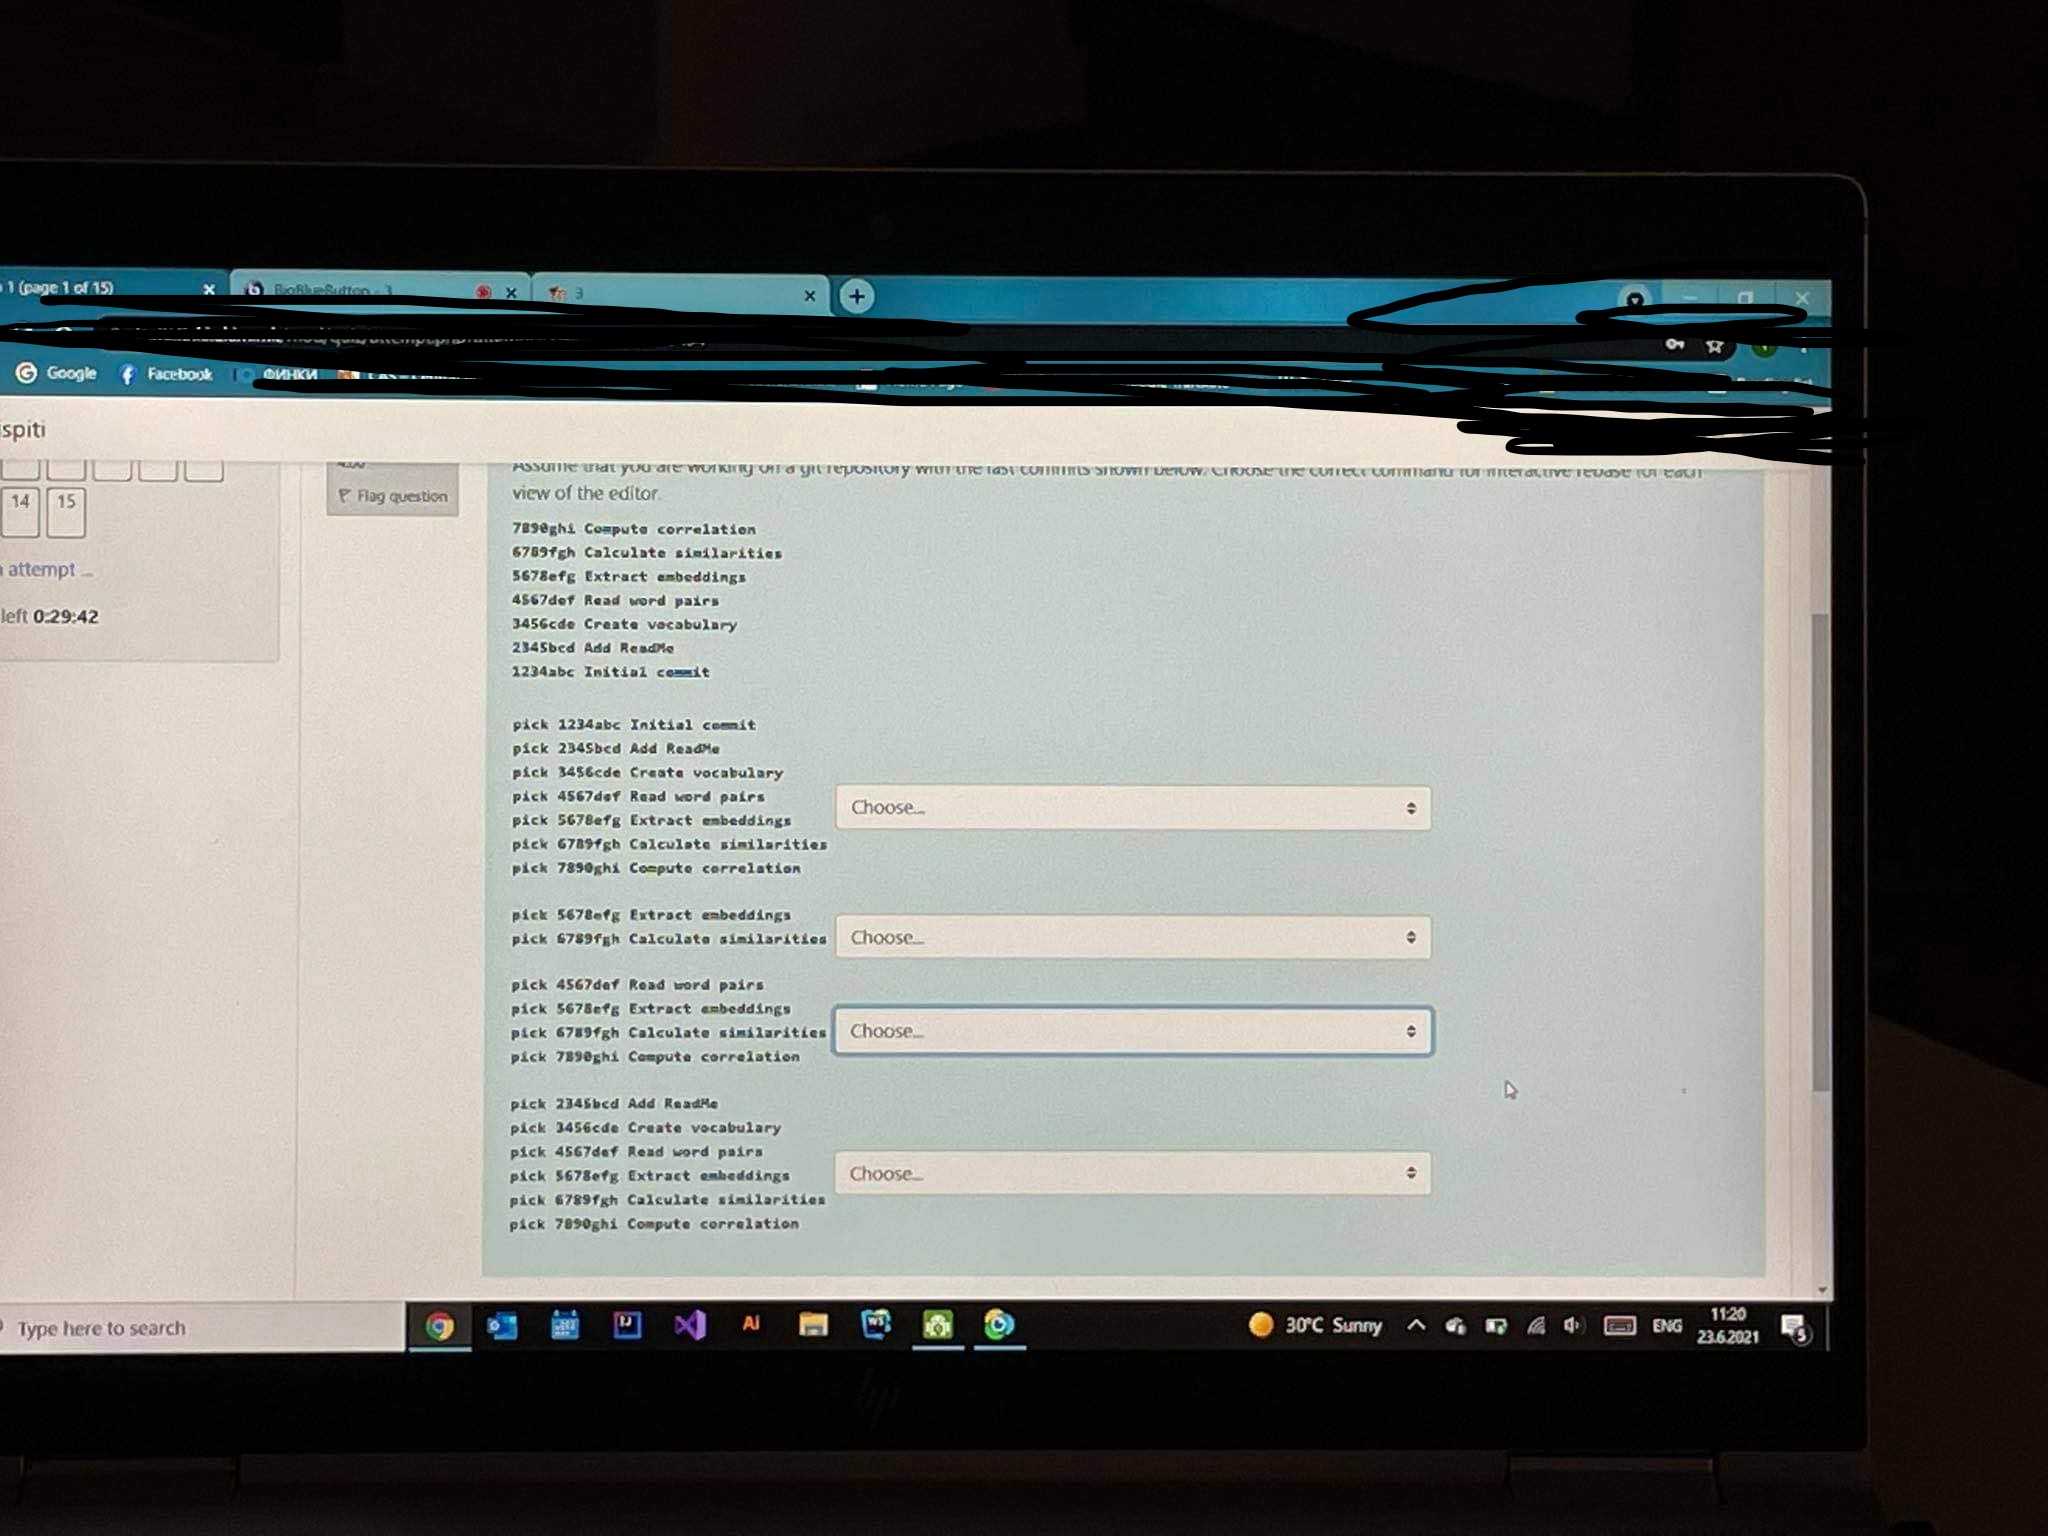 1 (page 1 of 15)
3
Google
Facebook
ФИНКИ
spiti
Assume that you are working on a git repository with the last commits shown below. Choose the correct command for interactive rebase for each
view of the editor.
Flag question
14 15
attempt ...
left 0:29:42
7890ghi Compute correlation
6789fgh Calculate similarities
5678efg Extract embeddings
4567def Read word pairs
3456cde Create vocabulary
2345bcd Add ReadMe
1234abc Initial commit
pick 1234abc Initial commit
pick 2345bcd Add ReadMe
pick 3456cde Create vocabulary
pick 4567def Read word pairs
pick 5678efg Extract embeddings
pick 6789fgh Calculate similarities
pick 7890ghi Compute correlation
Choose...
pick 5678efg Extract embeddings
pick 6789fgh Calculate similarities
Choose...
pick 4567def Read word pairs
pick 5678efg Extract embeddings
pick 6789fgh Calculate similarities
pick 7890ghi Compute correlation
Choose...
pick 2345bcd Add ReadMe
pick 3456cde Create vocabulary
pick 4567def Read word pairs
pick 5678efg Extract embeddings
pick 6789fgh Calculate similarities
pick 7890ghi Compute correlation
Choose...
Type here to search
IJ
Ai
WS
30°C Sunny
ENG
11:20
23.6.2021
5
hp